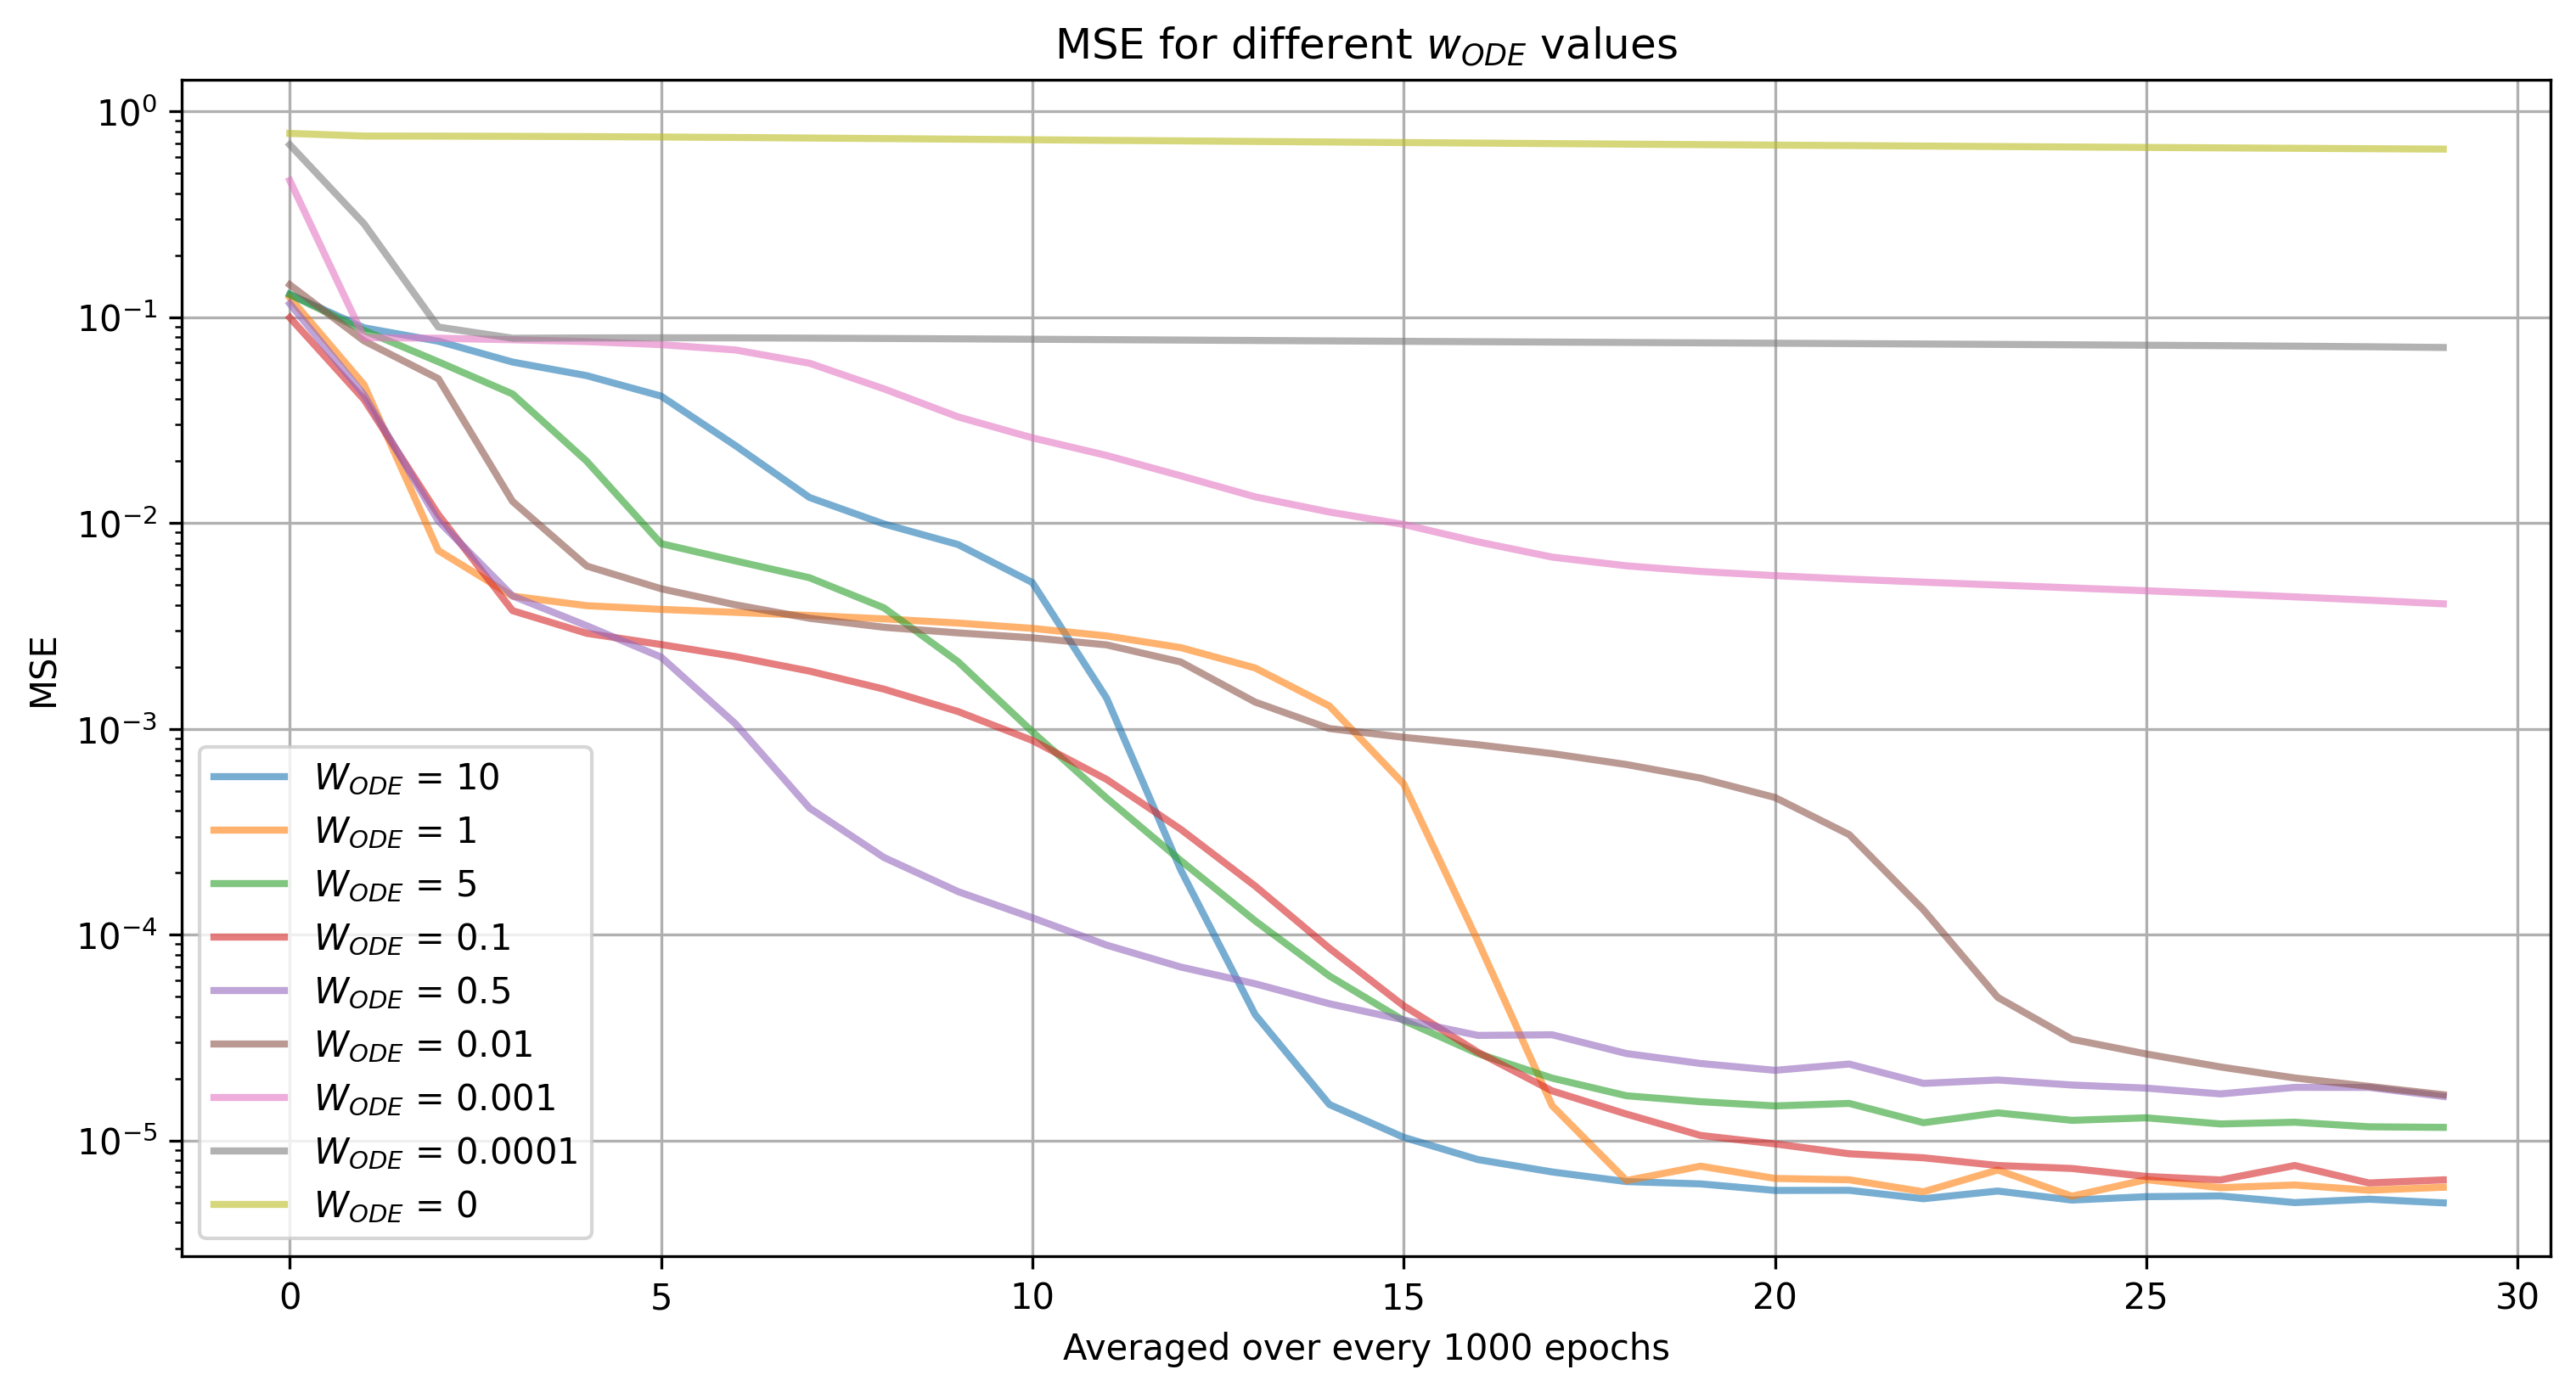 MSE for different w_ODE values
10^0
10^-1
10^-2
10^-3
10^-4
10^-5
MSE
W_ODE = 10
W_ODE = 1
W_ODE = 5
W_ODE = 0.1
W_ODE = 0.5
W_ODE = 0.01
W_ODE = 0.001
W_ODE = 0.0001
W_ODE = 0
0 5 10 15 20 25 30
Averaged over every 1000 epochs